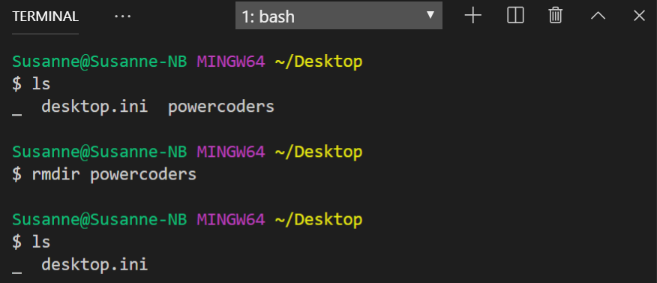 TERMINAL ... 1: bash
Susanne@Susanne-NB MINGW64 ~/Desktop
$ ls
_  desktop.ini  powercoders
Susanne@Susanne-NB MINGW64 ~/Desktop
$ rmdir powercoders
Susanne@Susanne-NB MINGW64 ~/Desktop
$ ls
_  desktop.ini